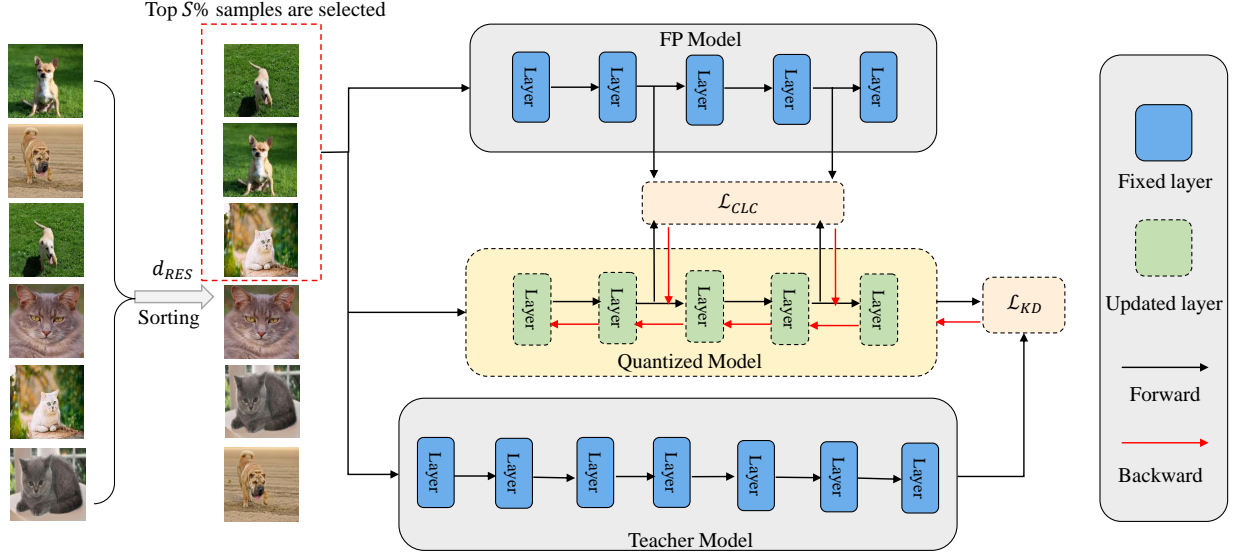 Top S% samples are selected
d_RES
Sorting
FP Model
Layer
Layer
Layer
Layer
Layer
ℒ_CLC
Layer
Layer
Layer
Layer
Layer
Quantized Model
ℒ_KD
Layer
Layer
Layer
Layer
Layer
Layer
Layer
Teacher Model
Fixed layer
Updated layer
Forward
Backward